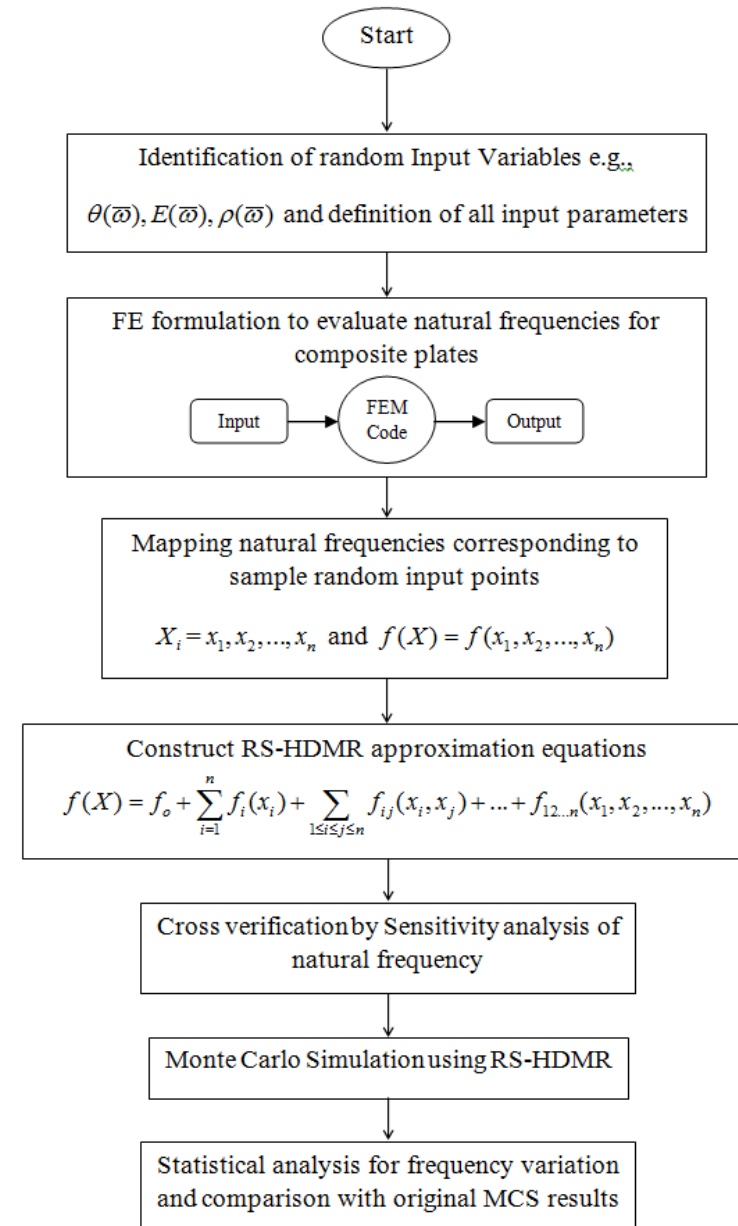 Start
Identification of random Input Variables e.g.,
θ(ϖ), E(ϖ), ρ(ϖ) and definition of all input parameters
FE formulation to evaluate natural frequencies for
composite plates
Input
FEM
Code
Output
Mapping natural frequencies corresponding to
sample random input points
X_i = x_1, x_2, ..., x_n and f(X) = f(x_1, x_2, ..., x_n)
Construct RS-HDMR approximation equations
f(X) = f_o + ∑_{i=1}^{n} f_i(x_i) + ∑_{1≤i≤j≤n} f_{ij}(x_i, x_j) + ... + f_{12...n}(x_1, x_2, ..., x_n)
Cross verification by Sensitivity analysis of
natural frequency
Monte Carlo Simulation using RS-HDMR
Statistical analysis for frequency variation
and comparison with original MCS results